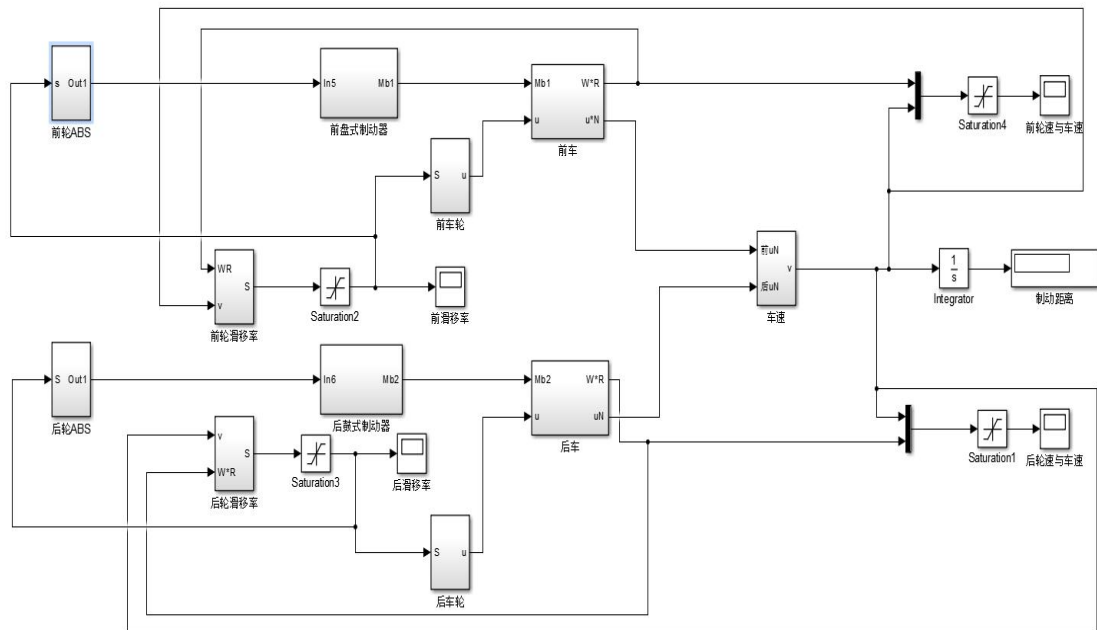 s
Out1
前轮ABS
In5
Mb1
前盘式制动器
Mb1
W*R
u
u*N
前车
S
u
前车轮
Saturation4
前轮速与车速
WR
S
v
前轮滑移率
Saturation2
前滑移率
前uN
v
后uN
车速
1
s
Integrator
制动距离
S
Out1
后轮ABS
In6
Mb2
后鼓式制动器
Mb2
W*R
u
uN
后车
v
S
W*R
后轮滑移率
Saturation3
后滑移率
S
u
后车轮
Saturation1
后轮速与车速